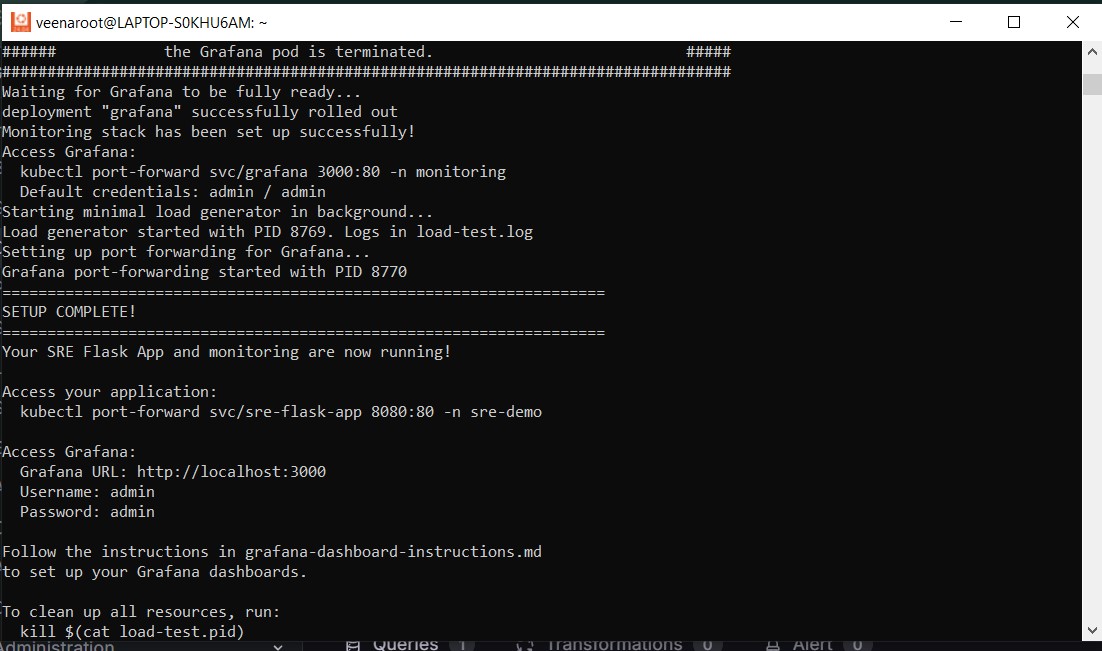 veenaroot@LAPTOP-S0KHU6AM: ~
######            the Grafana pod is terminated.                            #####
#################################################################################
Waiting for Grafana to be fully ready...
deployment "grafana" successfully rolled out
Monitoring stack has been set up successfully!
Access Grafana:
  kubectl port-forward svc/grafana 3000:80 -n monitoring
  Default credentials: admin / admin
Starting minimal load generator in background...
Load generator started with PID 8769. Logs in load-test.log
Setting up port forwarding for Grafana...
Grafana port-forwarding started with PID 8770
===================================================================
SETUP COMPLETE!
===================================================================
Your SRE Flask App and monitoring are now running!
Access your application:
  kubectl port-forward svc/sre-flask-app 8080:80 -n sre-demo
Access Grafana:
  Grafana URL: http://localhost:3000
  Username: admin
  Password: admin
Follow the instructions in grafana-dashboard-instructions.md
to set up your Grafana dashboards.
To clean up all resources, run:
  kill $(cat load-test.pid)
Administration Queries 1 Transformations 0 Alert 0